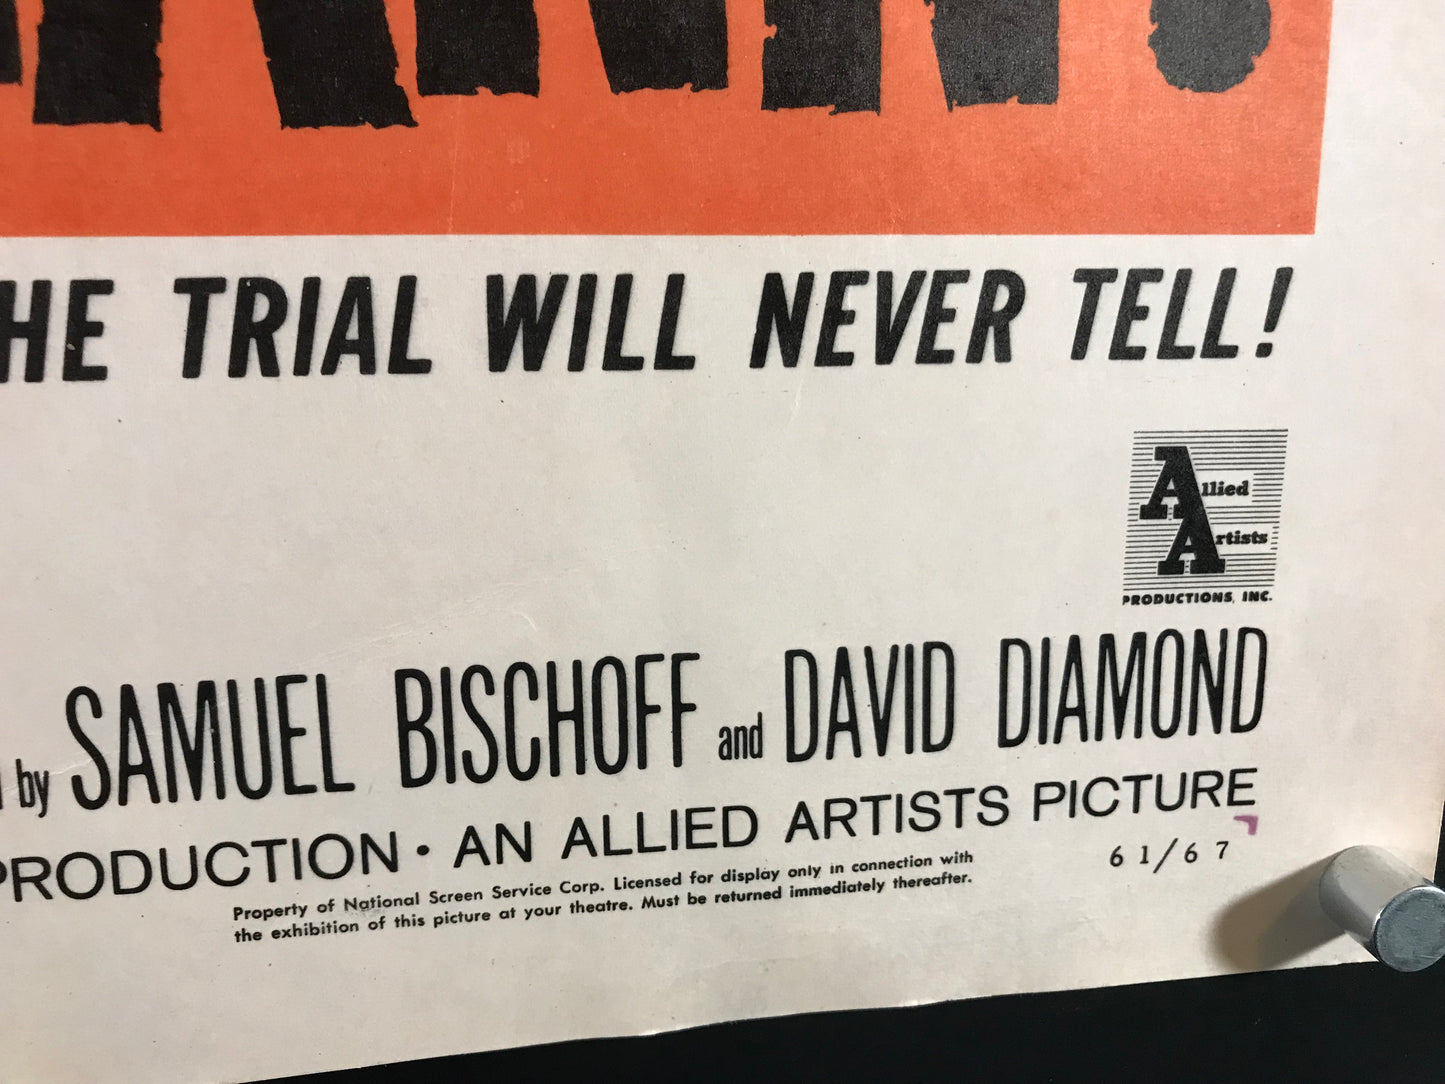 HE TRIAL WILL NEVER TELL!
Allied
Artists
PRODUCTIONS, INC.
by SAMUEL BISCHOFF and DAVID DIAMOND
PRODUCTION • AN ALLIED ARTISTS PICTURE
61/67
Property of National Screen Service Corp. Licensed for display only in connection with
the exhibition of this picture at your theatre. Must be returned immediately thereafter.